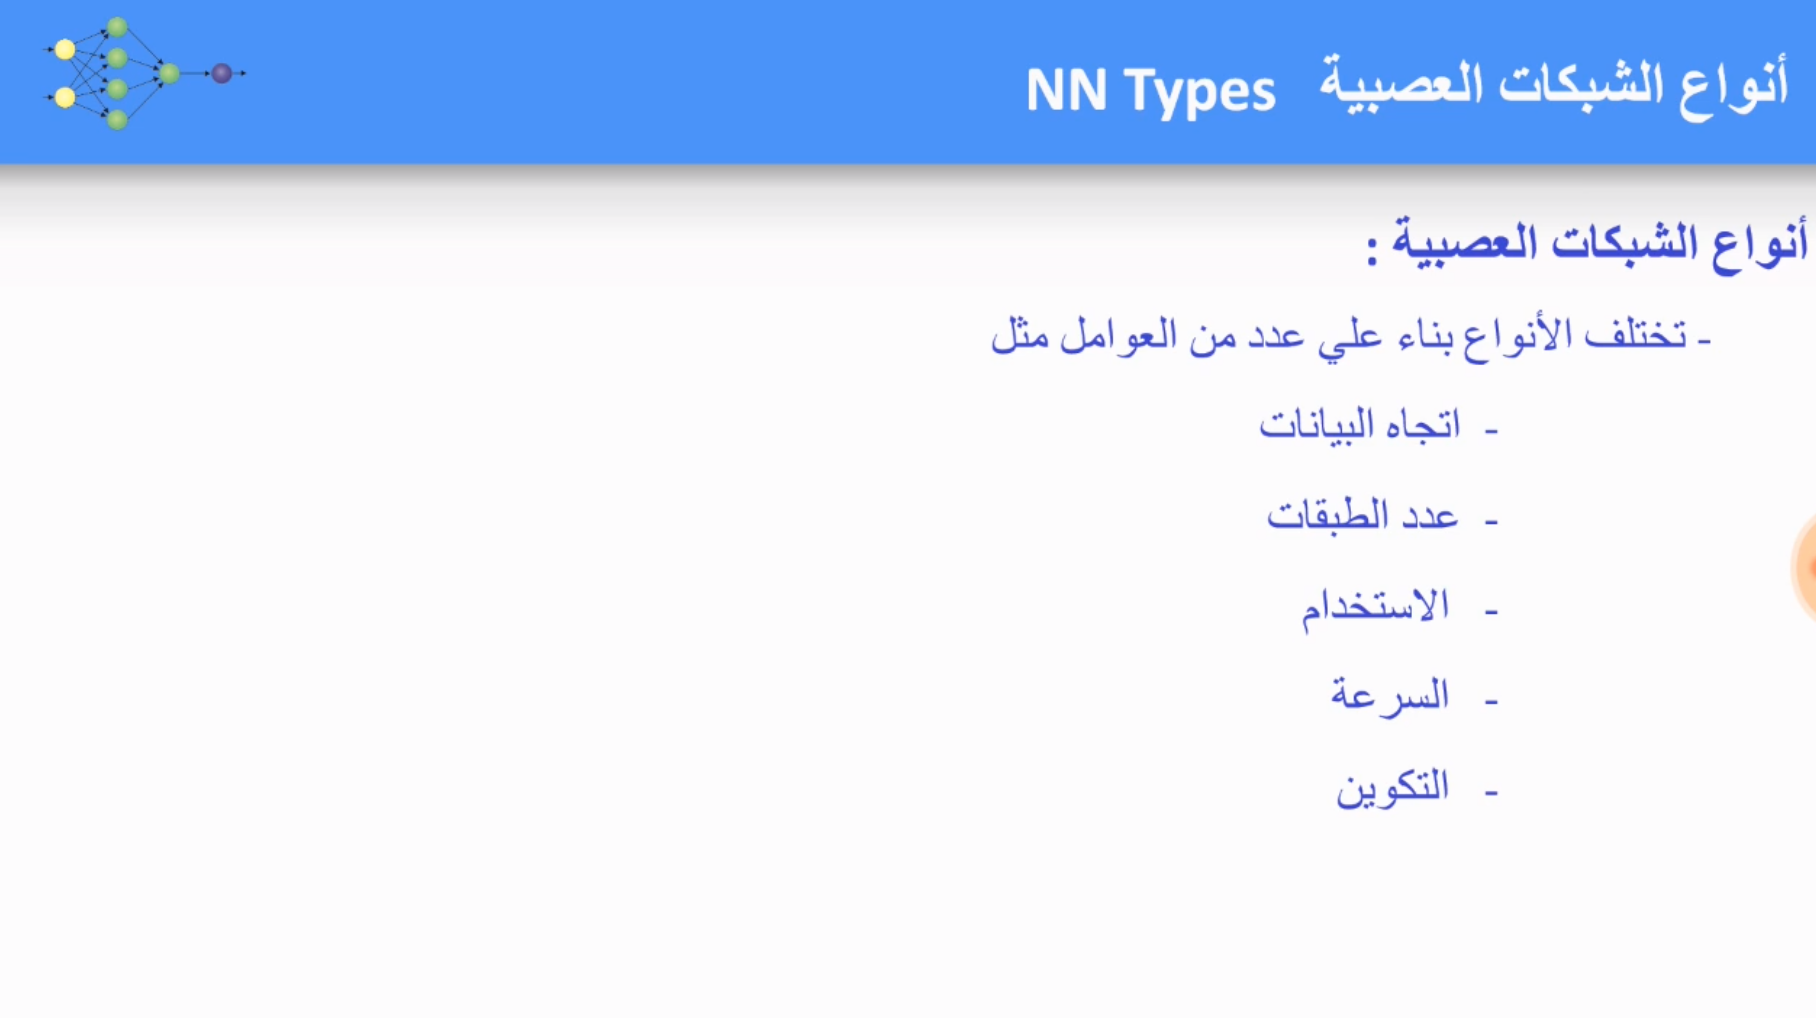 أنواع الشبكات العصبية NN Types
أنواع الشبكات العصبية :
- تختلف الأنواع بناء علي عدد من العوامل مثل
- اتجاه البيانات
- عدد الطبقات
- الاستخدام
- السرعة
- التكوين